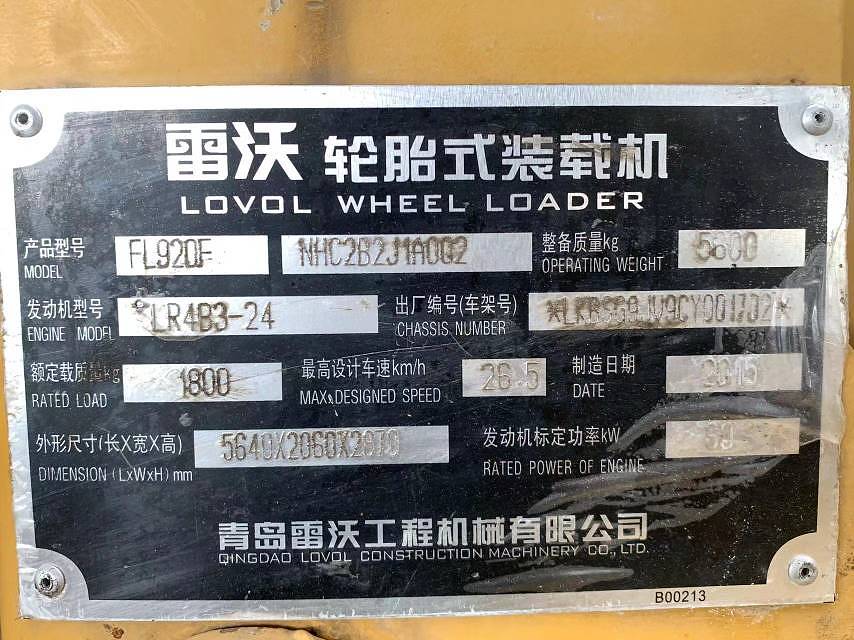 雷沃 轮胎式装载机
LOVOL WHEEL LOADER
产品型号 FL920F NHC2B2J1A002 整备质量kg
MODEL OPERATING WEIGHT
发动机型号 *LR4B3-24 出厂编号(车架号)
ENGINE MODEL CHASSIS NUMBER
额定载质量kg 1800 最高设计车速km/h 26.5 制造日期 2015
RATED LOAD MAX. DESIGNED SPEED DATE
外形尺寸(长X宽X高) 5640X2060X2870 发动机标定功率kW
DIMENSION (LxWxH) mm RATED POWER OF ENGINE
青岛雷沃工程机械有限公司
QINGDAO LOVOL CONSTRUCTION MACHINERY CO., LTD.
B00213